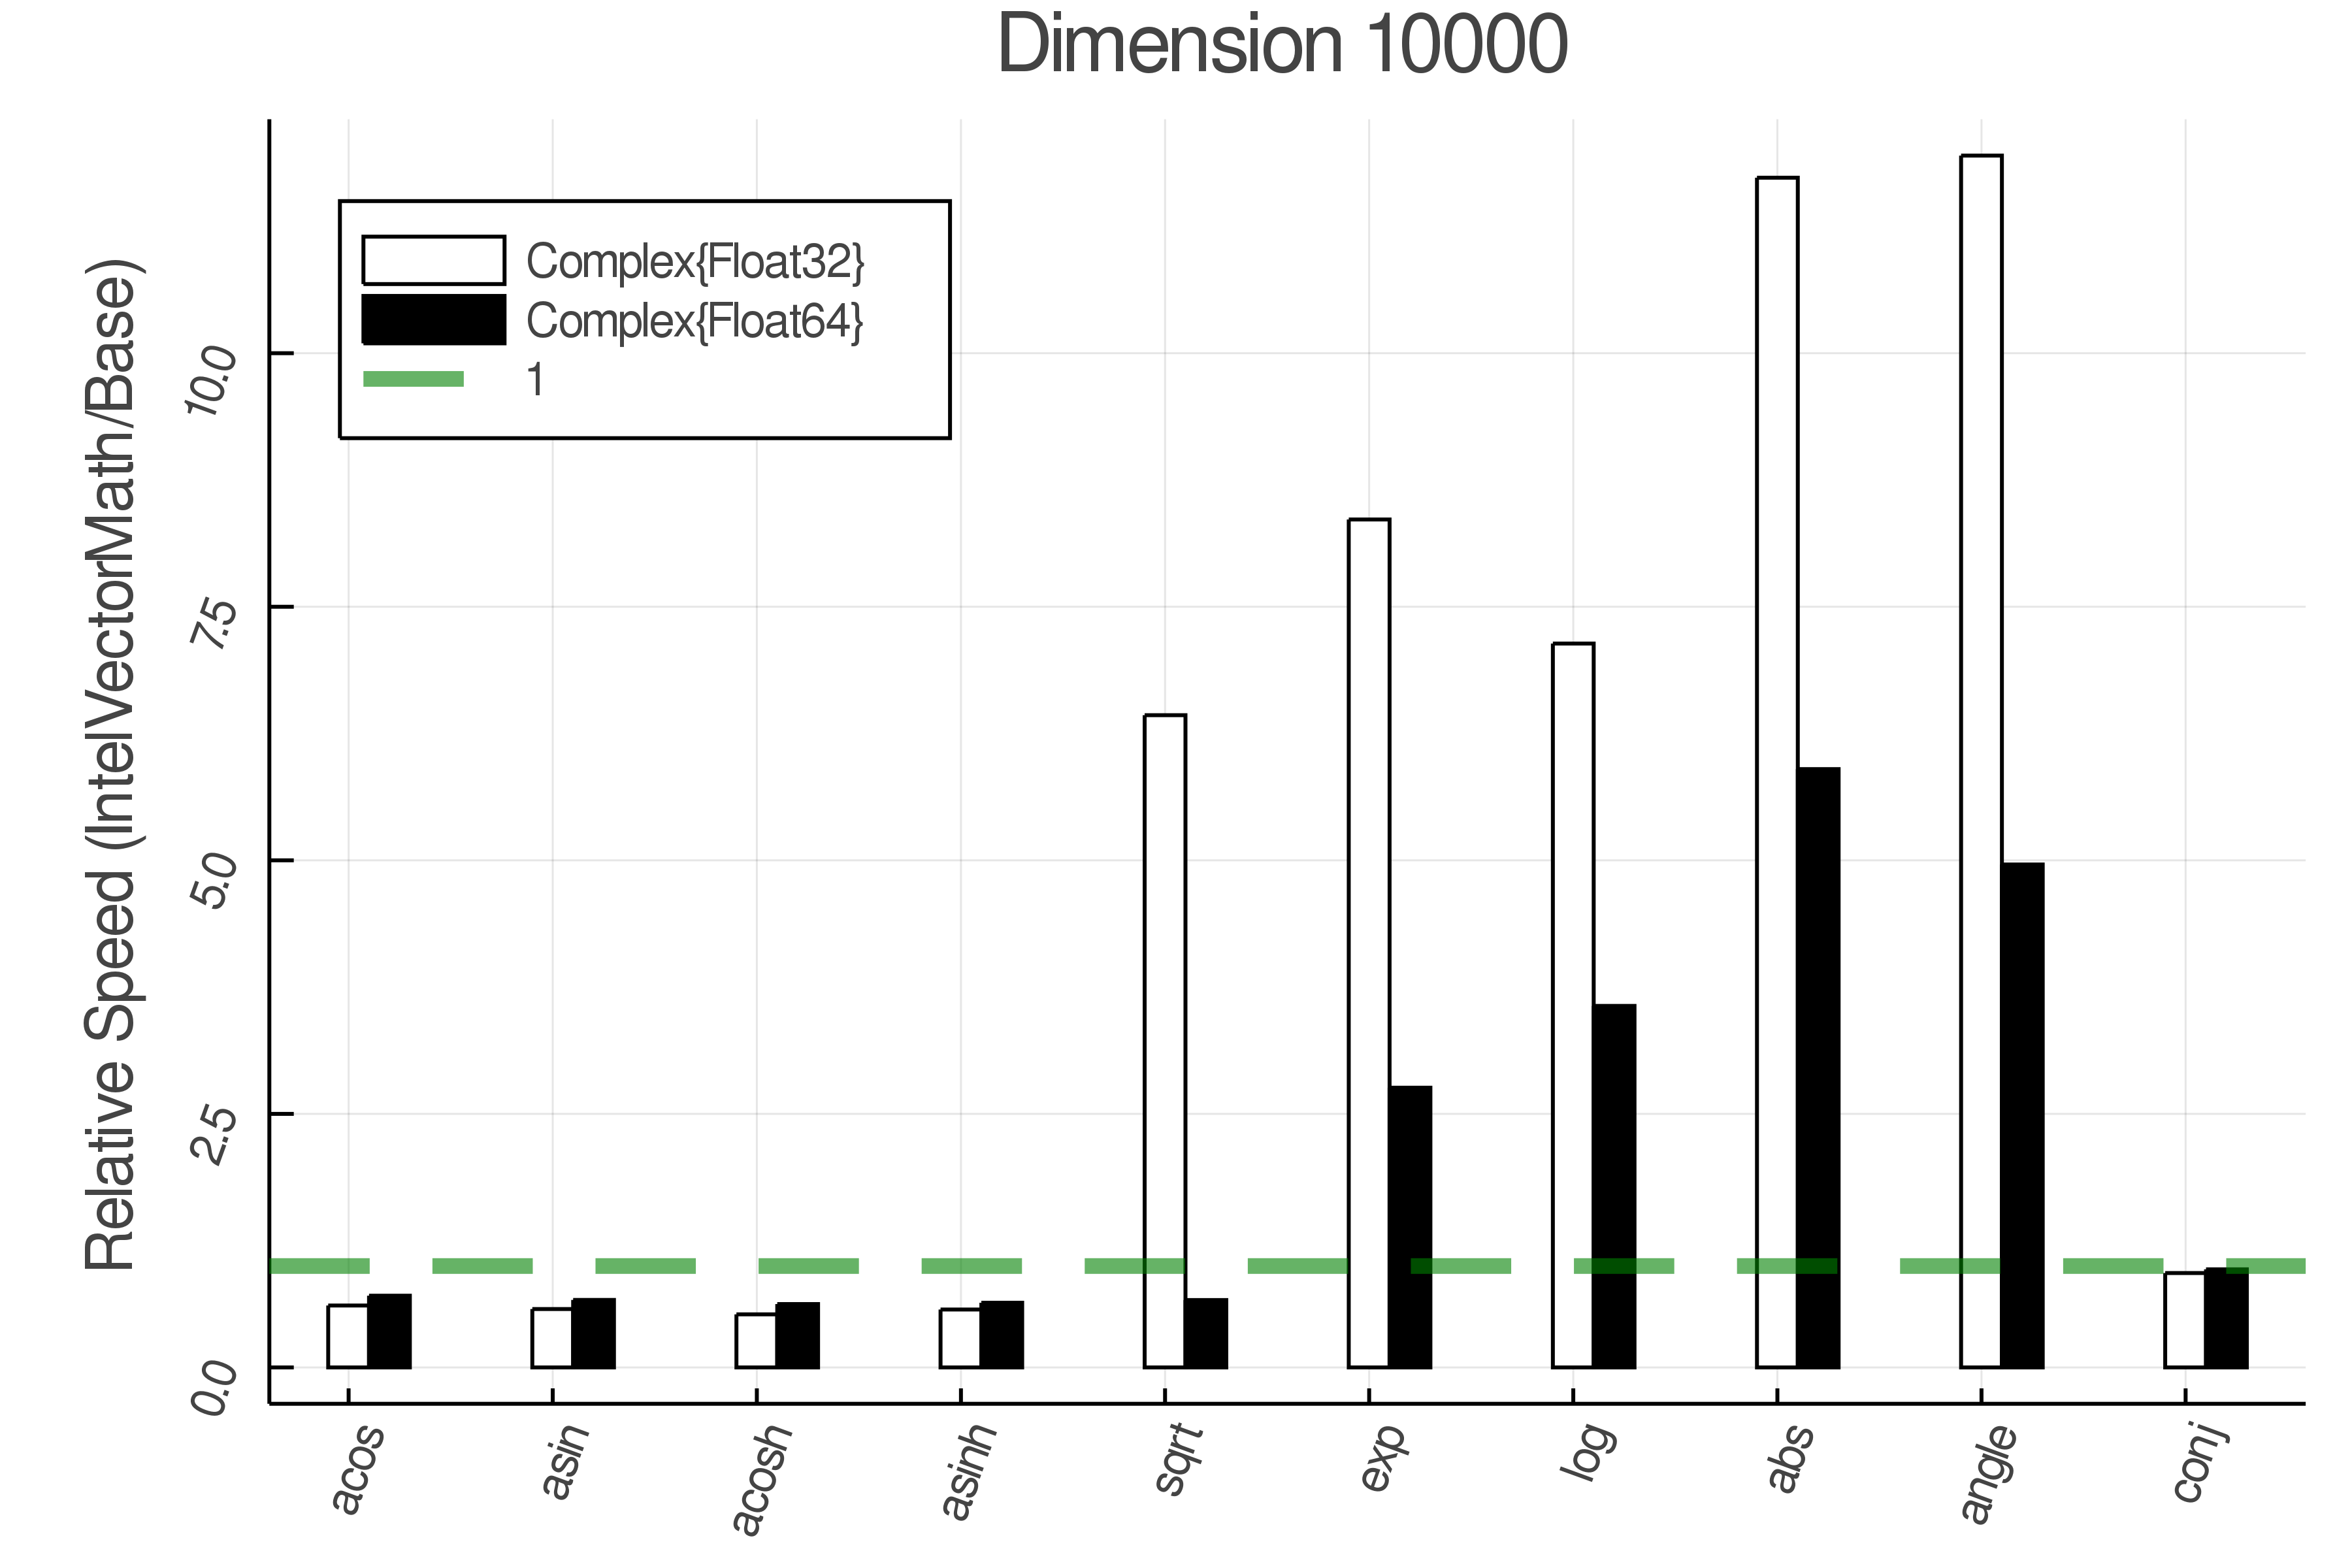 Dimension 10000
Relative Speed (IntelVectorMath/Base)
10.0
7.5
5.0
2.5
0.0
Complex{Float32}
Complex{Float64}
1
acos
asin
acosh
asinh
sqrt
exp
log
abs
angle
conj